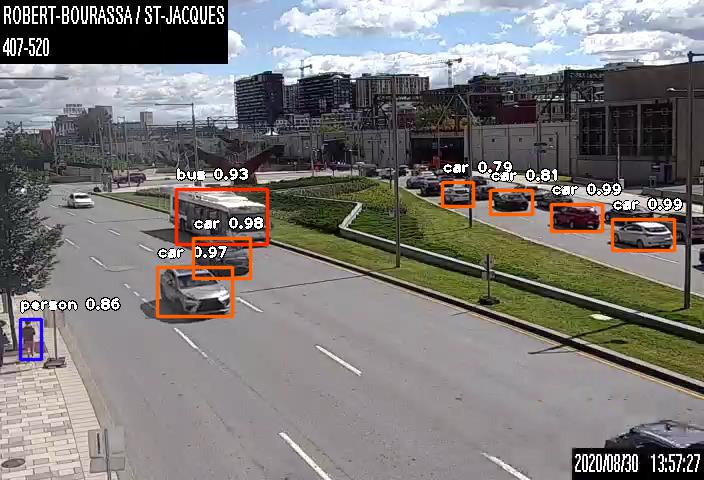 ROBERT-BOURASSA / ST-JACQUES
407-520
car 0.79
car 0.81
bus 0.93
car 0.99
car 0.99
car 0.98
car 0.97
person 0.86
2020/08/30 13:57:27